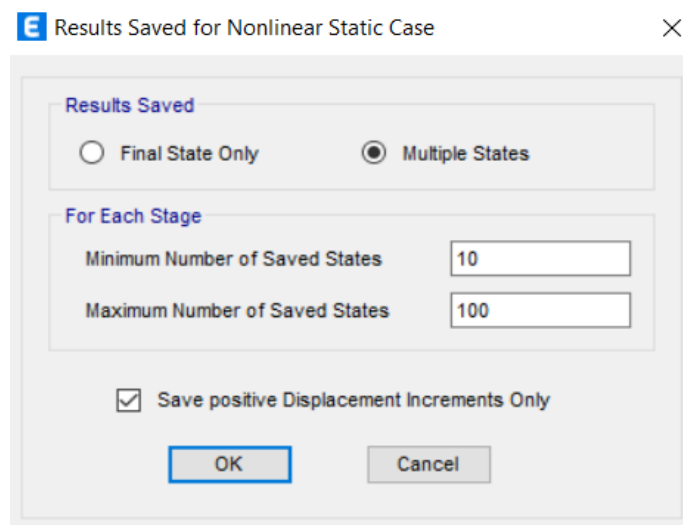 E Results Saved for Nonlinear Static Case
Results Saved
Final State Only Multiple States
For Each Stage
Minimum Number of Saved States 10
Maximum Number of Saved States 100
Save positive Displacement Increments Only
OK Cancel